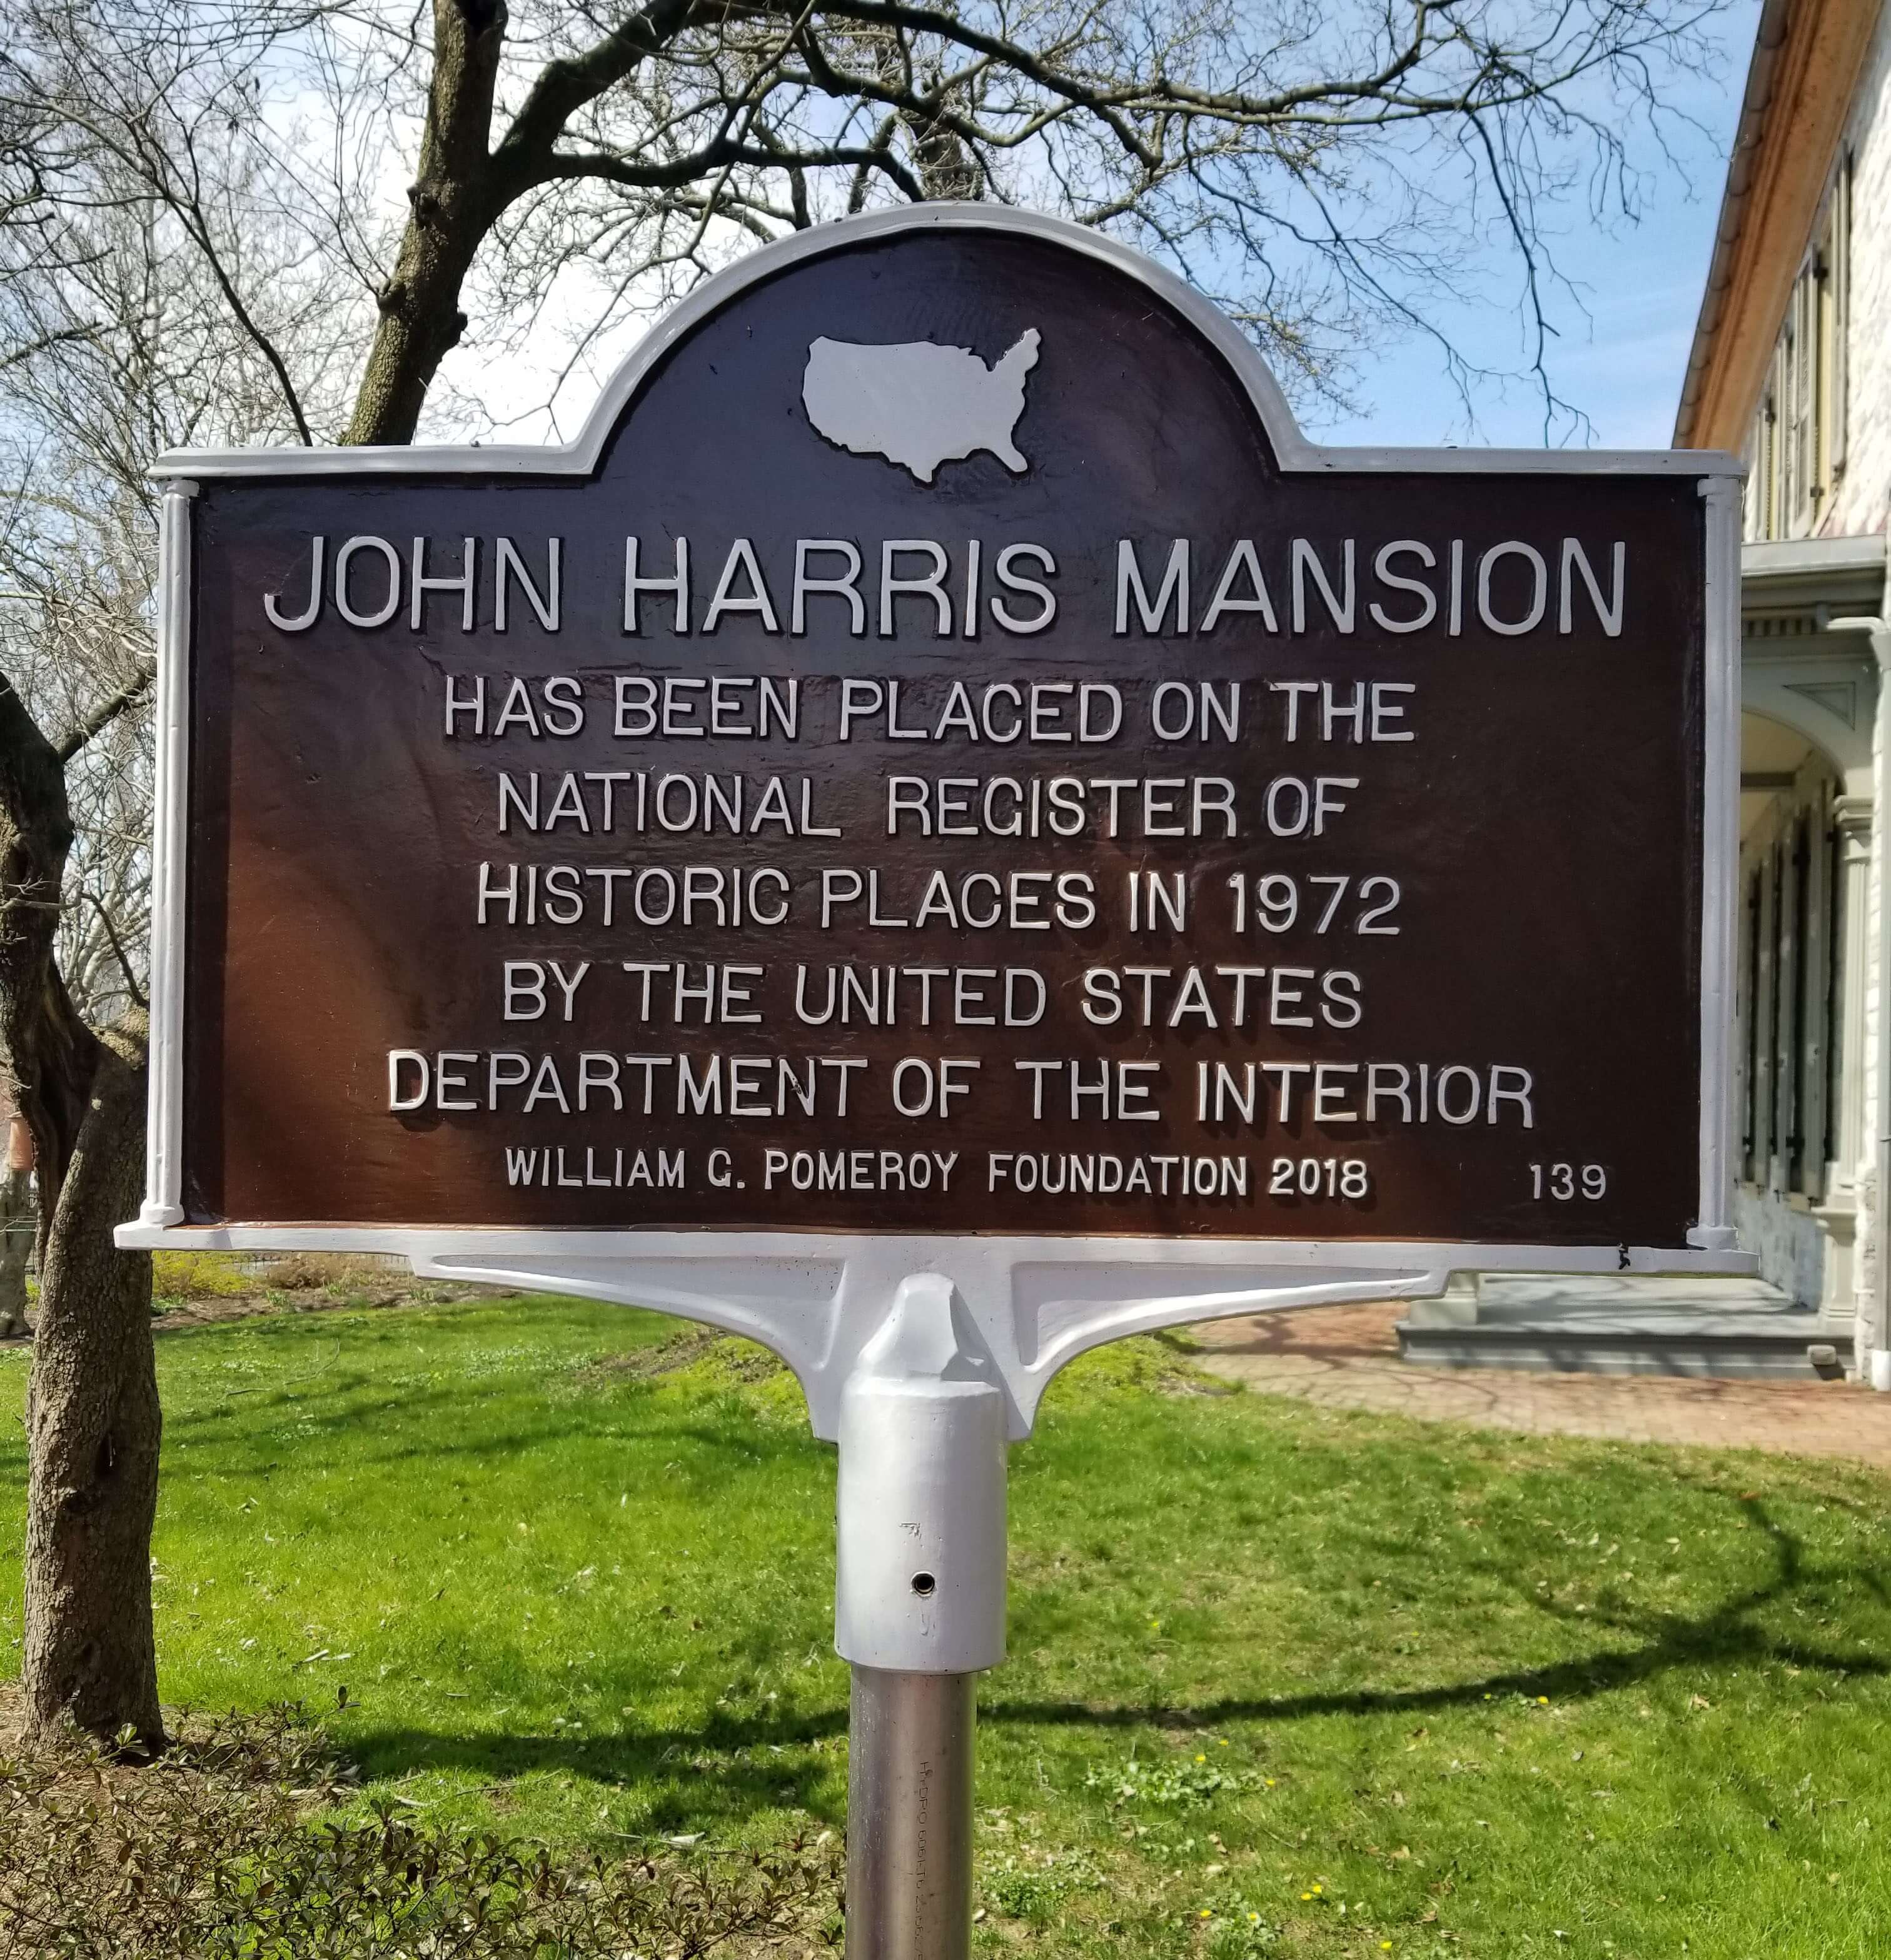 JOHN HARRIS MANSION
HAS BEEN PLACED ON THE
NATIONAL REGISTER OF
HISTORIC PLACES IN 1972
BY THE UNITED STATES
DEPARTMENT OF THE INTERIOR
WILLIAM G. POMEROY FOUNDATION 2018 139